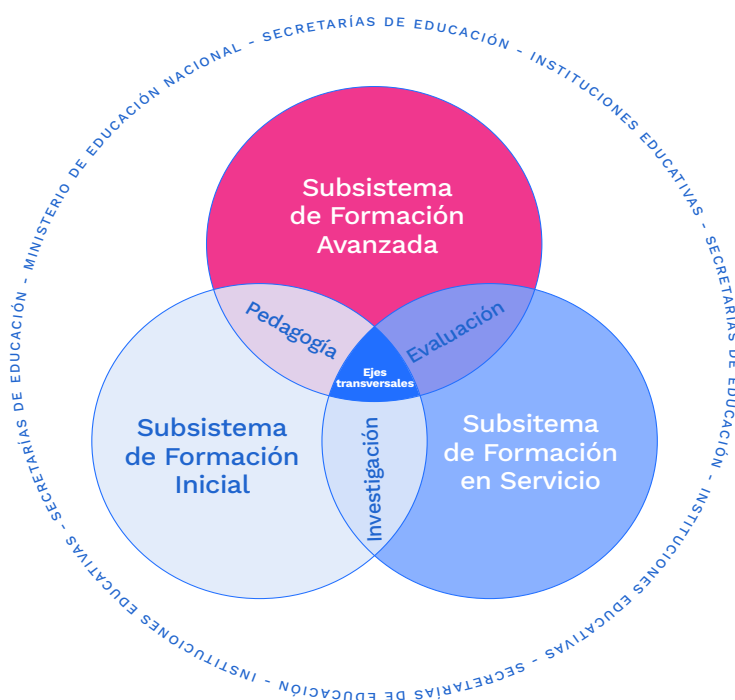 MINISTERIO DE EDUCACIÓN NACIONAL - SECRETARÍAS DE EDUCACIÓN - INSTITUCIONES EDUCATIVAS - SECRETARÍAS DE EDUCACIÓN - INSTITUCIONES EDUCATIVAS - SECRETARÍAS DE EDUCACIÓN - INSTITUCIONES EDUCATIVAS - SECRETARÍAS DE EDUCACIÓN -
Subsistema
de Formación
Avanzada
Pedagogía
Evaluación
Ejes
transversales
Subsistema
de Formación
Inicial
Investigación
Subsitema
de Formación
en Servicio